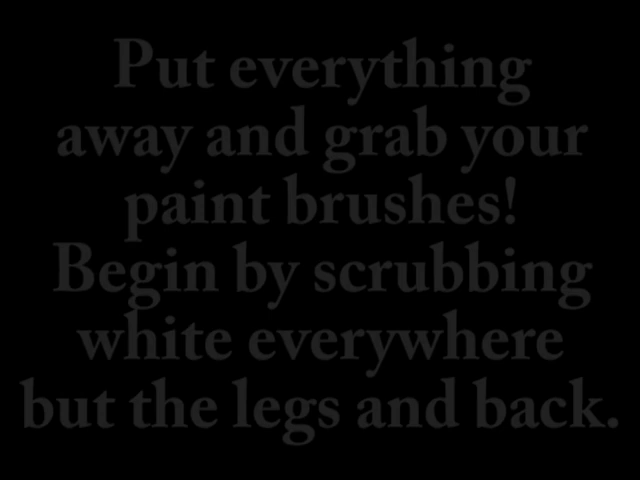 Put everything
away and grab your
paint brushes!
Begin by scrubbing
white everywhere
but the legs and back.